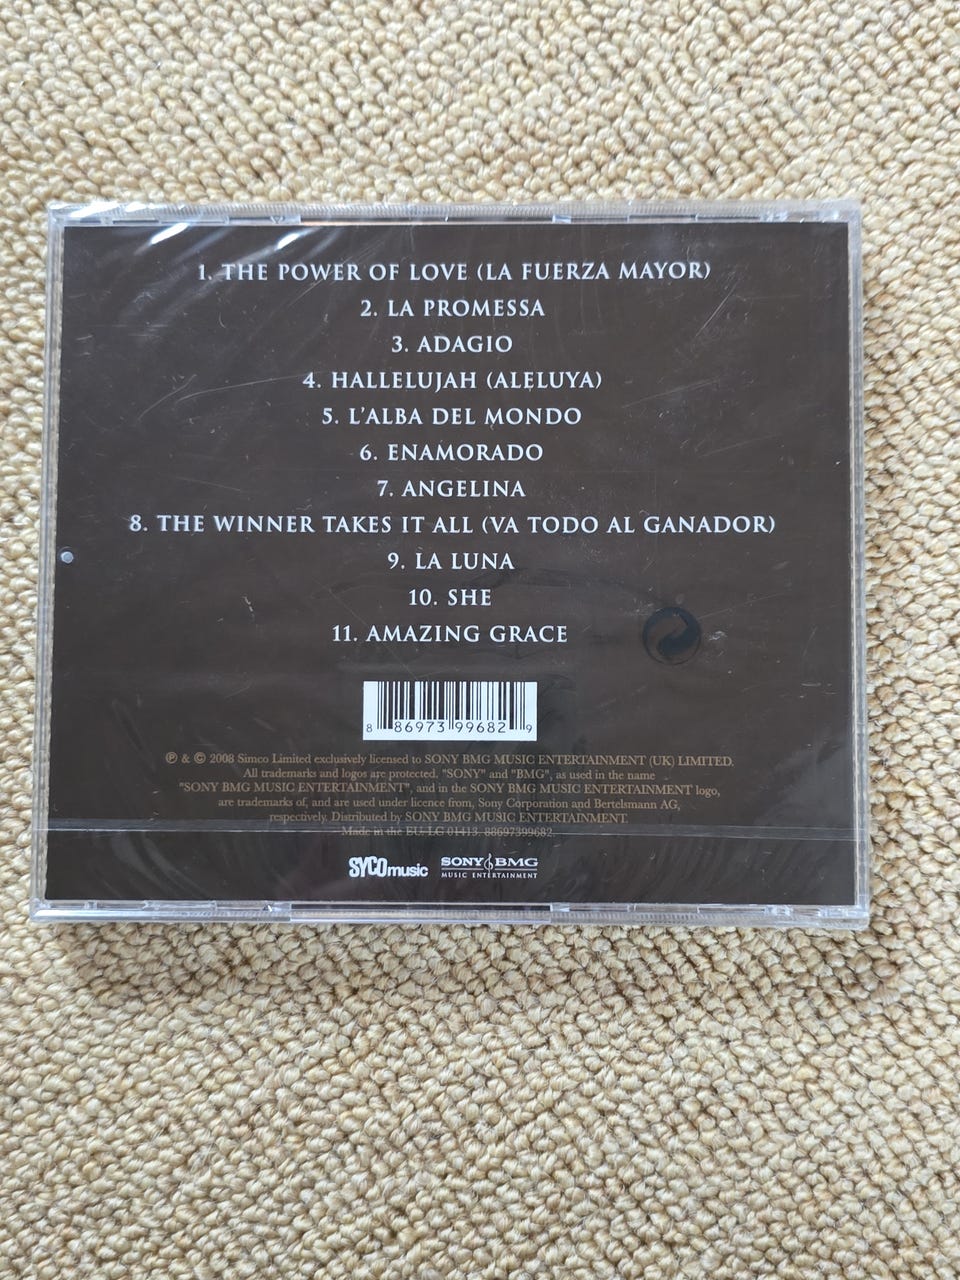 1. THE POWER OF LOVE (LA FUERZA MAYOR)
2. LA PROMESSA
3. ADAGIO
4. HALLELUJAH (ALELUYA)
5. L'ALBA DEL MONDO
6. ENAMORADO
7. ANGELINA
8. THE WINNER TAKES IT ALL (VA TODO AL GANADOR)
9. LA LUNA
10. SHE
11. AMAZING GRACE
8 86973 99682 9
℗ & © 2008 Simco Limited exclusively licensed to SONY BMG MUSIC ENTERTAINMENT (UK) LIMITED.
All trademarks and logos are protected. "SONY" and "BMG", as used in the name
"SONY BMG MUSIC ENTERTAINMENT", and in the SONY BMG MUSIC ENTERTAINMENT logo,
are trademarks of, and are used under licence from, Sony Corporation and Bertelsmann AG,
respectively. Distributed by SONY BMG MUSIC ENTERTAINMENT.
Made in the EU. LC 01413. 88697399682.
SYCOmusic
SONY BMG
MUSIC ENTERTAINMENT